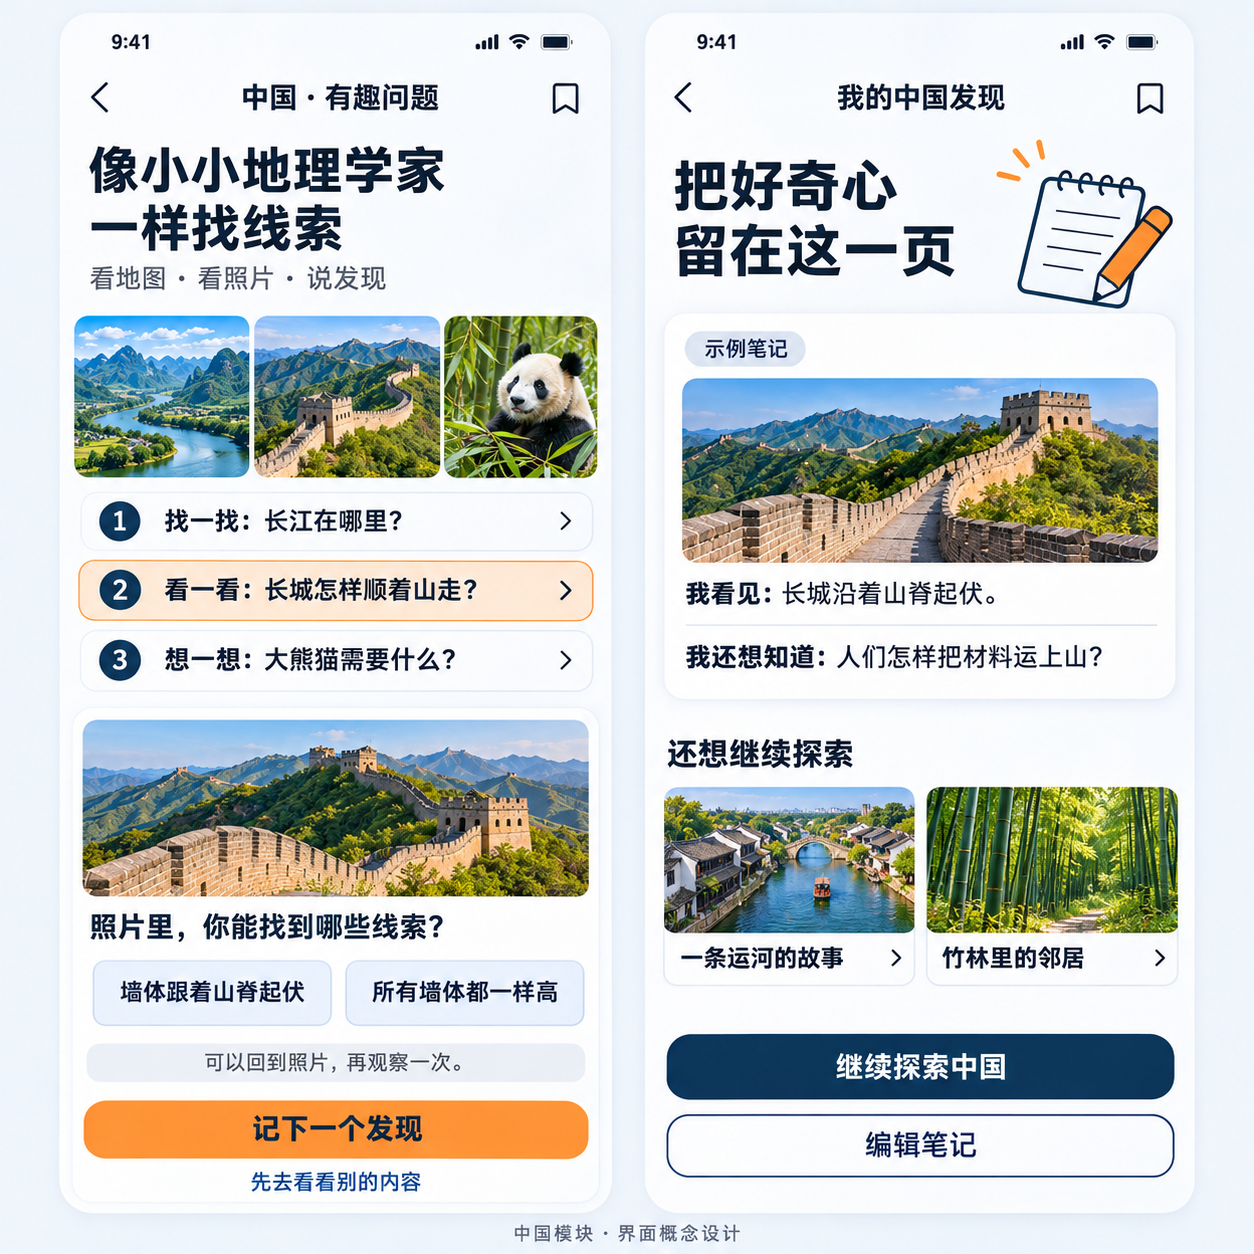 9:41
中国 · 有趣问题
像小小地理学家
一样找线索
看地图 · 看照片 · 说发现
1 找一找：长江在哪里？
2 看一看：长城怎样顺着山走？
3 想一想：大熊猫需要什么？
照片里，你能找到哪些线索？
墙体跟着山脊起伏
所有墙体都一样高
可以回到照片，再观察一次。
记下一个发现
先去看看别的内容
9:41
我的中国发现
把好奇心
留在这一页
示例笔记
我看见：长城沿着山脊起伏。
我还想知道：人们怎样把材料运上山？
还想继续探索
一条运河的故事
竹林里的邻居
继续探索中国
编辑笔记
中国模块 · 界面概念设计